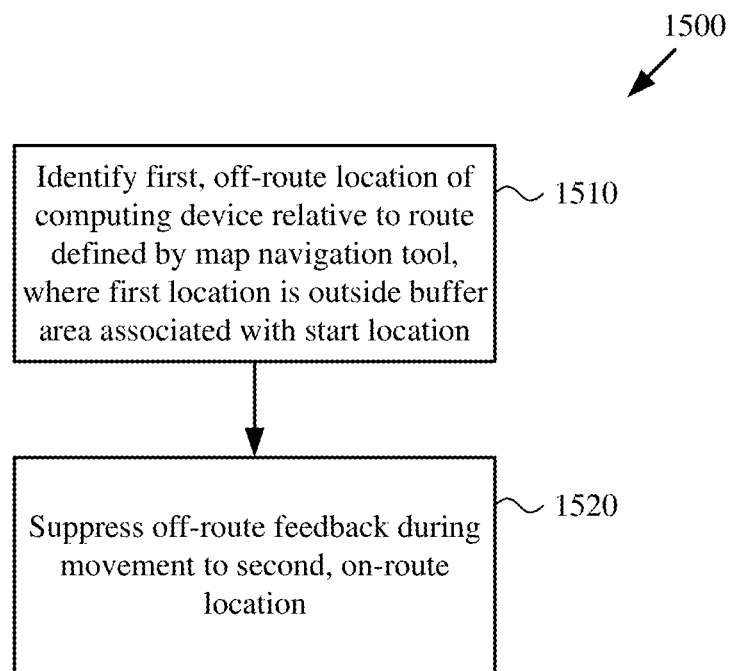 1500
Identify first, off-route location of
computing device relative to route
defined by map navigation tool,
where first location is outside buffer
area associated with start location
1510
Suppress off-route feedback during
movement to second, on-route
location
1520